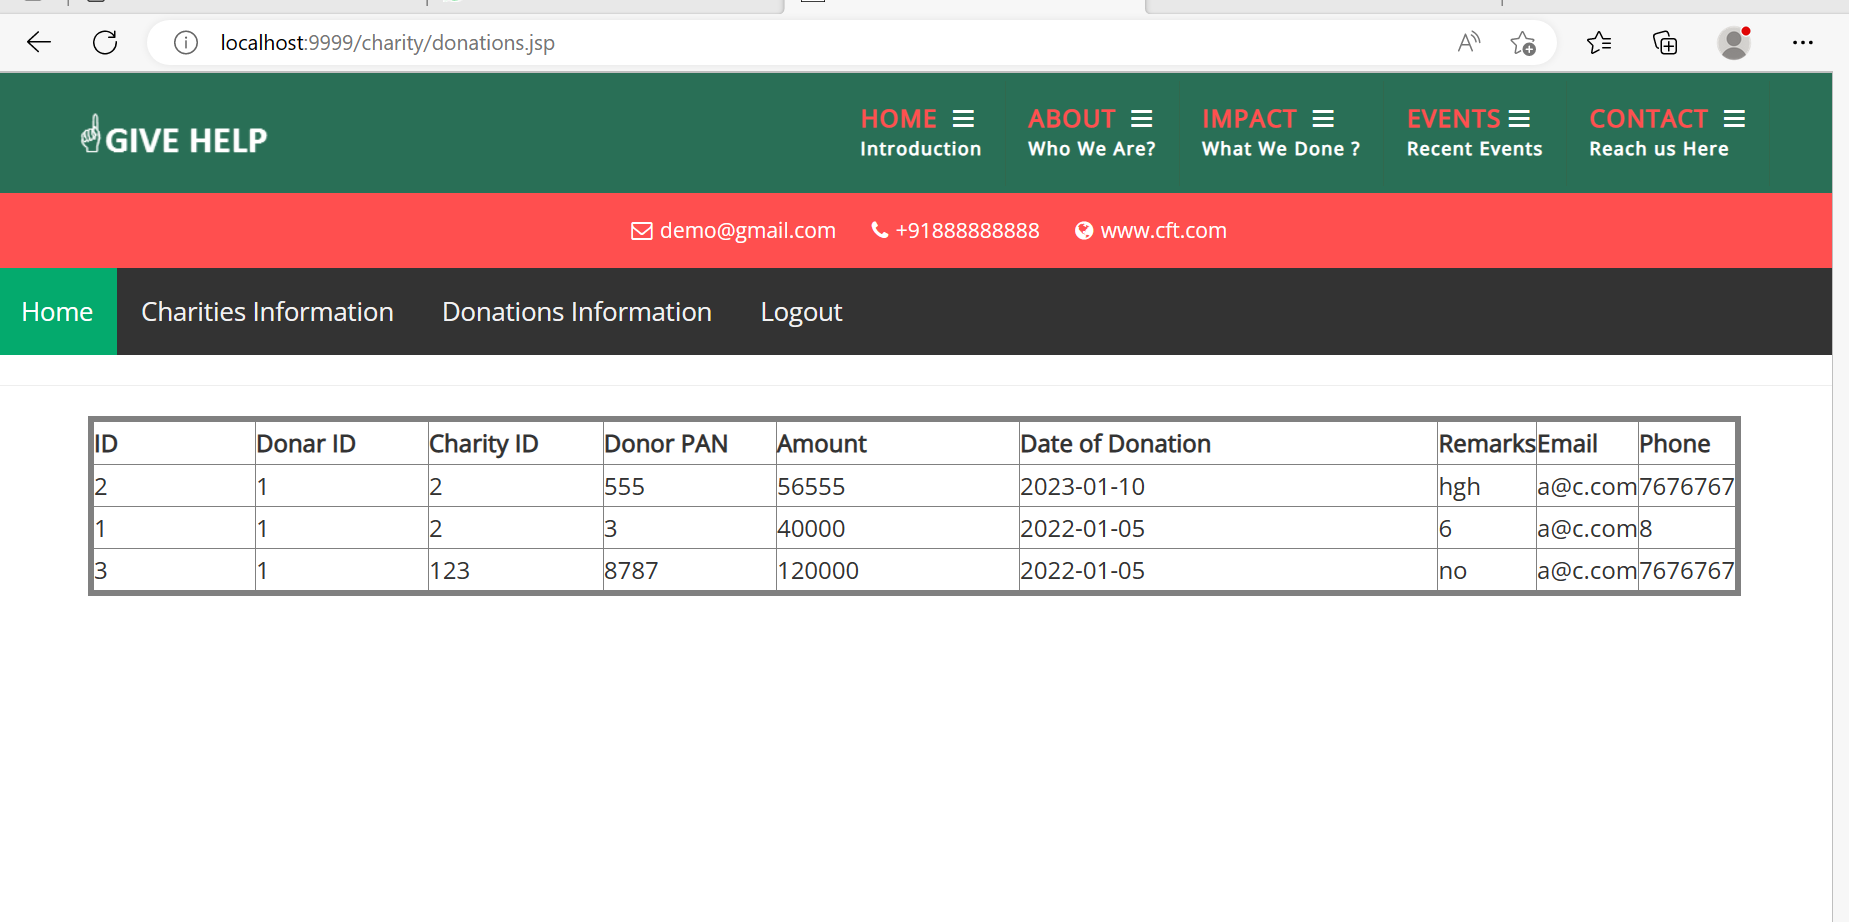 localhost:9999/charity/donations.jsp
GIVE HELP
HOME ABOUT IMPACT EVENTS CONTACT
Introduction Who We Are? What We Done ? Recent Events Reach us Here
demo@gmail.com +91888888888 www.cft.com
Home Charities Information Donations Information Logout
ID Donar ID Charity ID Donor PAN Amount Date of Donation Remarks Email Phone
2 1 2 555 56555 2023-01-10 hgh a@c.com 7676767
1 1 2 3 40000 2022-01-05 6 a@c.com 8
3 1 123 8787 120000 2022-01-05 no a@c.com 7676767